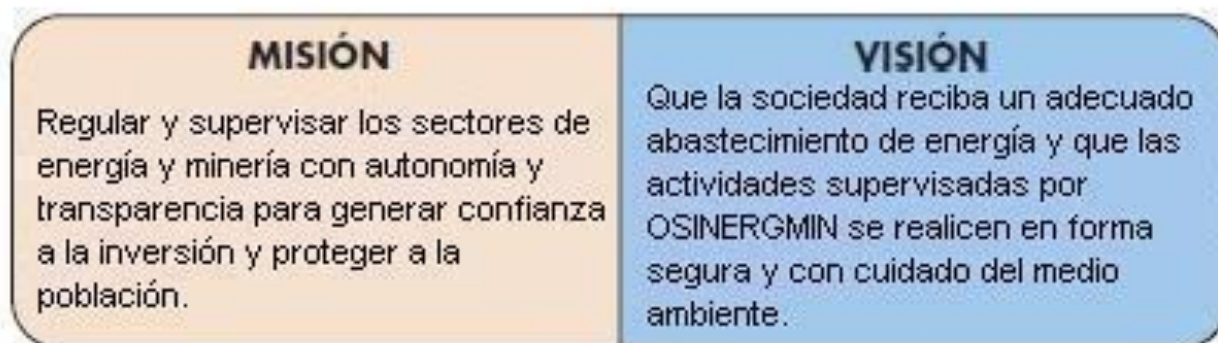 MISIÓN
Regular y supervisar los sectores de
energía y minería con autonomía y
transparencia para generar confianza
a la inversión y proteger a la
población.
VISIÓN
Que la sociedad reciba un adecuado
abastecimiento de energía y que las
actividades supervisadas por
OSINERGMIN se realicen en forma
segura y con cuidado del medio
ambiente.